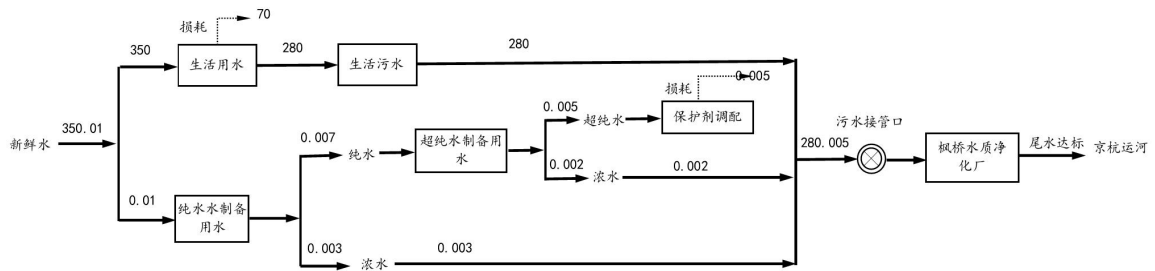 损耗
70
350
生活用水
280
生活污水
280
新鲜水
350.01
0.01
纯水水制备
用水
0.007
纯水
超纯水制备用
水
0.005
超纯水
损耗
0.005
保护剂调配
0.002
浓水
0.002
0.003
浓水
0.003
280.005
污水接管口
枫桥水质净
化厂
尾水达标
京杭运河